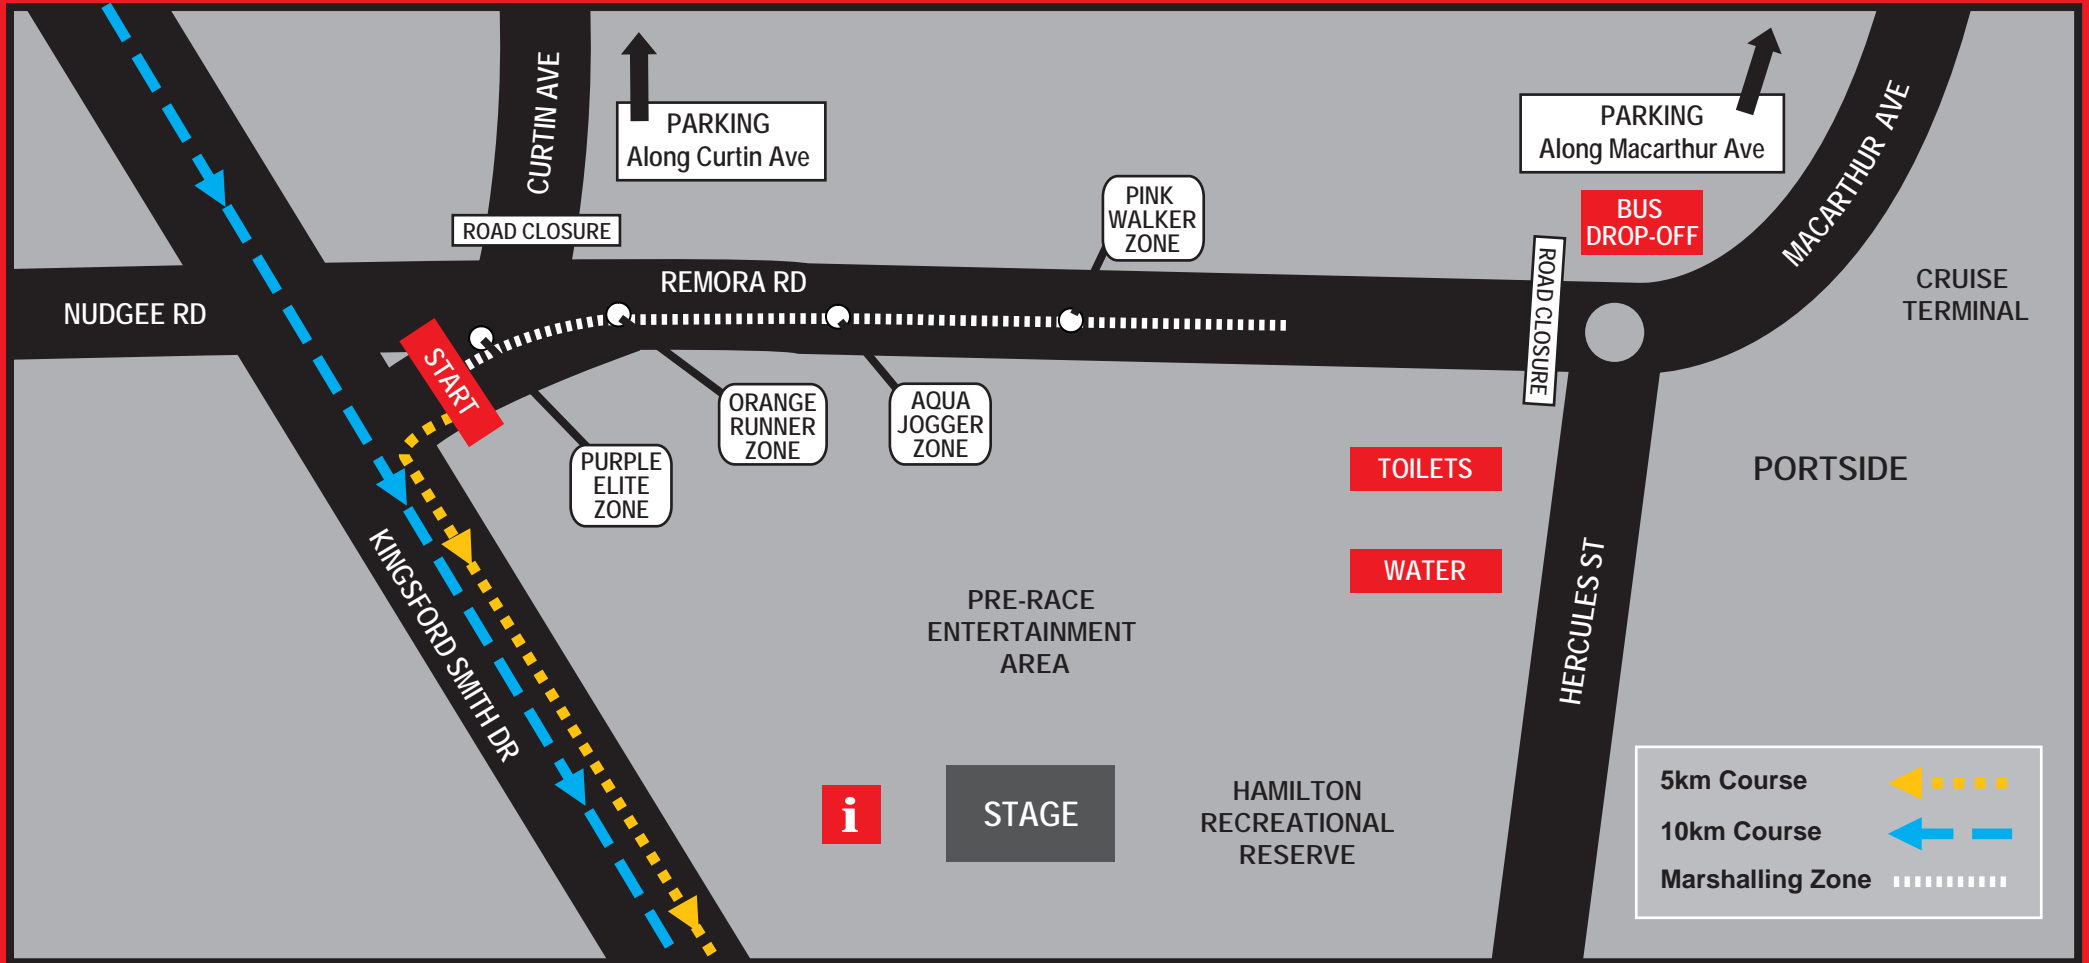 CURTIN AVE
PARKING
Along Curtin Ave
PARKING
Along Macarthur Ave
MACARTHUR AVE
ROAD CLOSURE
PINK
WALKER
ZONE
BUS
DROP-OFF
ROAD CLOSURE
CRUISE
TERMINAL
NUDGEE RD
REMORA RD
START
PURPLE
ELITE
ZONE
ORANGE
RUNNER
ZONE
AQUA
JOGGER
ZONE
TOILETS
PORTSIDE
WATER
KINGSFORD SMITH DR
PRE-RACE
ENTERTAINMENT
AREA
HERCULES ST
i
STAGE
HAMILTON
RECREATIONAL
RESERVE
5km Course
10km Course
Marshalling Zone